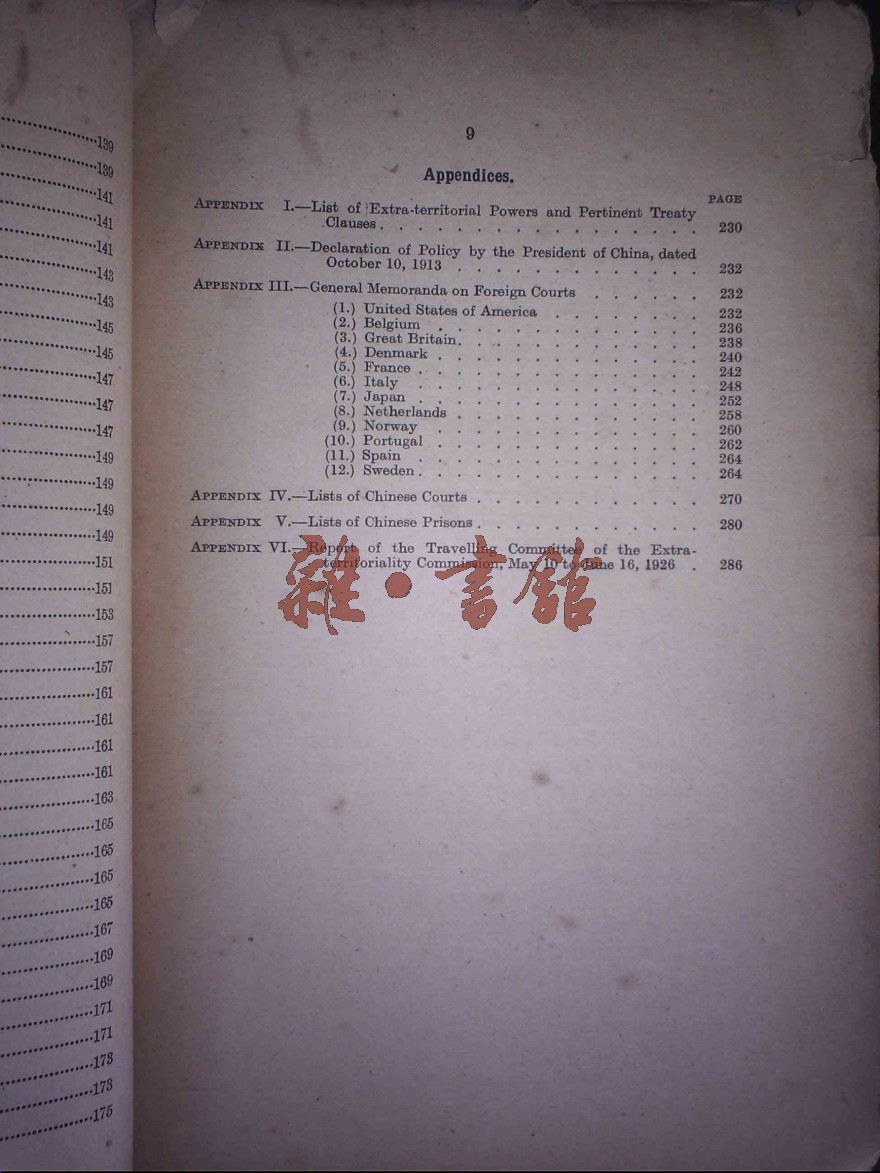 139
139
141
141
141
143
143
145
145
147
147
147
149
149
149
149
151
151
153
157
157
161
161
161
161
163
165
165
165
165
167
169
169
171
171
173
173
175
9
Appendices.
PAGE
APPENDIX I.—List of Extra-territorial Powers and Pertinent Treaty
Clauses . . . . . . . . . . . . . . . . . 230
APPENDIX II.—Declaration of Policy by the President of China, dated
October 10, 1913 . . . . . . . . . . . . . 232
APPENDIX III.—General Memoranda on Foreign Courts . . . . . . 232
(1.) United States of America . . . . . . . . 232
(2.) Belgium . . . . . . . . . . . . . 236
(3.) Great Britain . . . . . . . . . . . . 238
(4.) Denmark . . . . . . . . . . . . . 240
(5.) France . . . . . . . . . . . . . . 242
(6.) Italy . . . . . . . . . . . . . . 248
(7.) Japan . . . . . . . . . . . . . . 252
(8.) Netherlands . . . . . . . . . . . . 258
(9.) Norway . . . . . . . . . . . . . 260
(10.) Portugal . . . . . . . . . . . . . 262
(11.) Spain . . . . . . . . . . . . . . 264
(12.) Sweden . . . . . . . . . . . . . . 264
APPENDIX IV.—Lists of Chinese Courts . . . . . . . . . . . 270
APPENDIX V.—Lists of Chinese Prisons . . . . . . . . . . . 280
APPENDIX VI.—Report of the Travelling Committee of the Extra-
territoriality Commission, May 10 to June 16, 1926 . 286
雜·書館